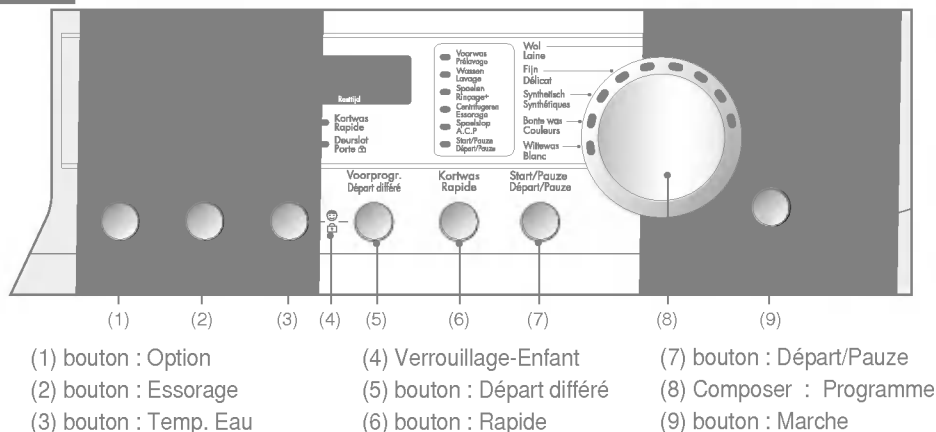 Wol
Laine
Fijn
Délicat
Synthetisch
Synthétiques
Bonte was
Couleurs
Wittewas
Blanc
Voorwas
Prélavage
Wassen
Lavage
Spoelen
Rinçage+
Centrifugeren
Essorage
Spoelstop
A.C.P
Start/Pauze
Départ/Pauze
Resttijd
Kortwas
Rapide
Deurslot
Porte
Voorprogr.
Départ différé
Kortwas
Rapide
Start/Pauze
Départ/Pauze
(1) (2) (3) (4) (5) (6) (7) (8) (9)
(1) bouton : Option
(2) bouton : Essorage
(3) bouton : Temp. Eau
(4) Verrouillage-Enfant
(5) bouton : Départ différé
(6) bouton : Rapide
(7) bouton : Départ/Pauze
(8) Composer : Programme
(9) bouton : Marche